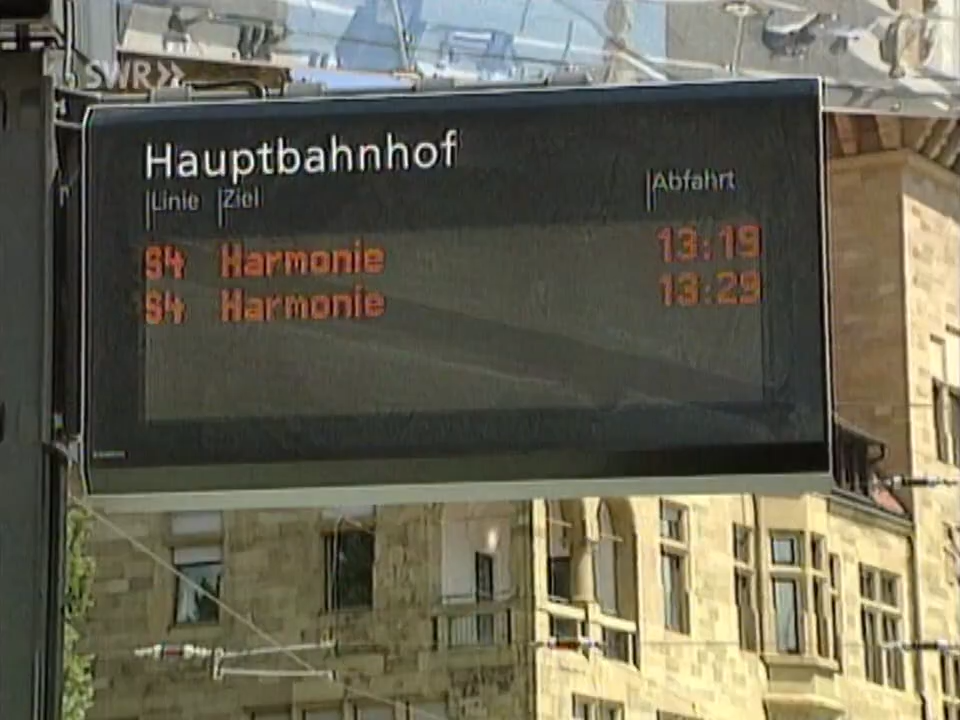 SWR»
Hauptbahnhof
Linie Ziel Abfahrt
S4 Harmonie 13:19
S4 Harmonie 13:29